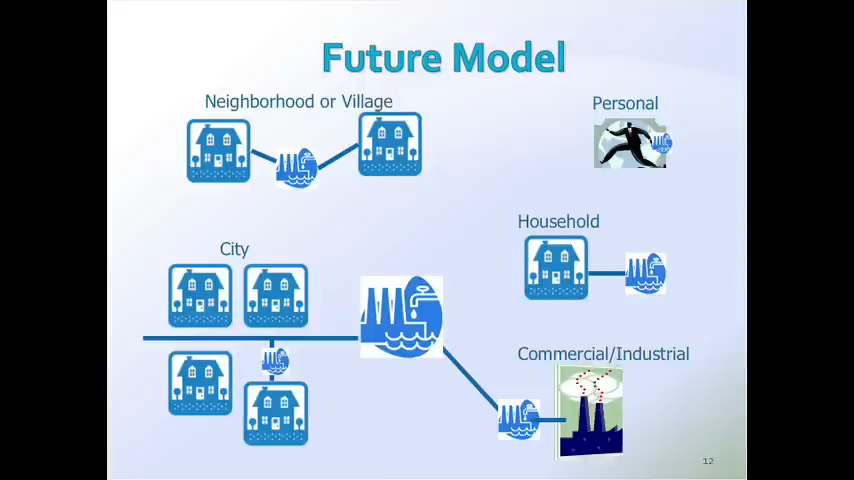 Future Model
Neighborhood or Village
Personal
Household
City
Commercial/Industrial
12